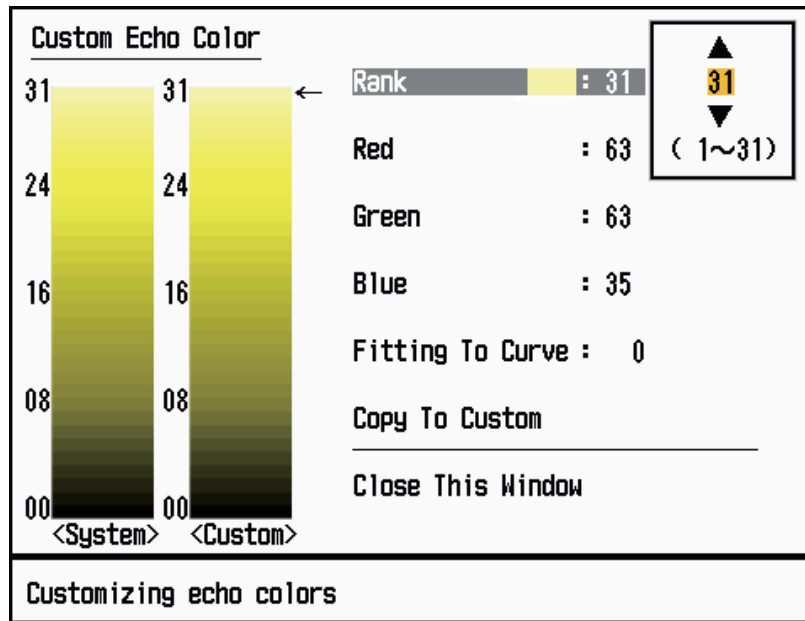 Custom Echo Color
31 31 ← Rank : 31
▲
31
▼
( 1~31)
Red : 63
24 24
Green : 63
16 16
Blue : 35
Fitting To Curve : 0
08 08
Copy To Custom
Close This Window
00 00
<System> <Custom>
Customizing echo colors